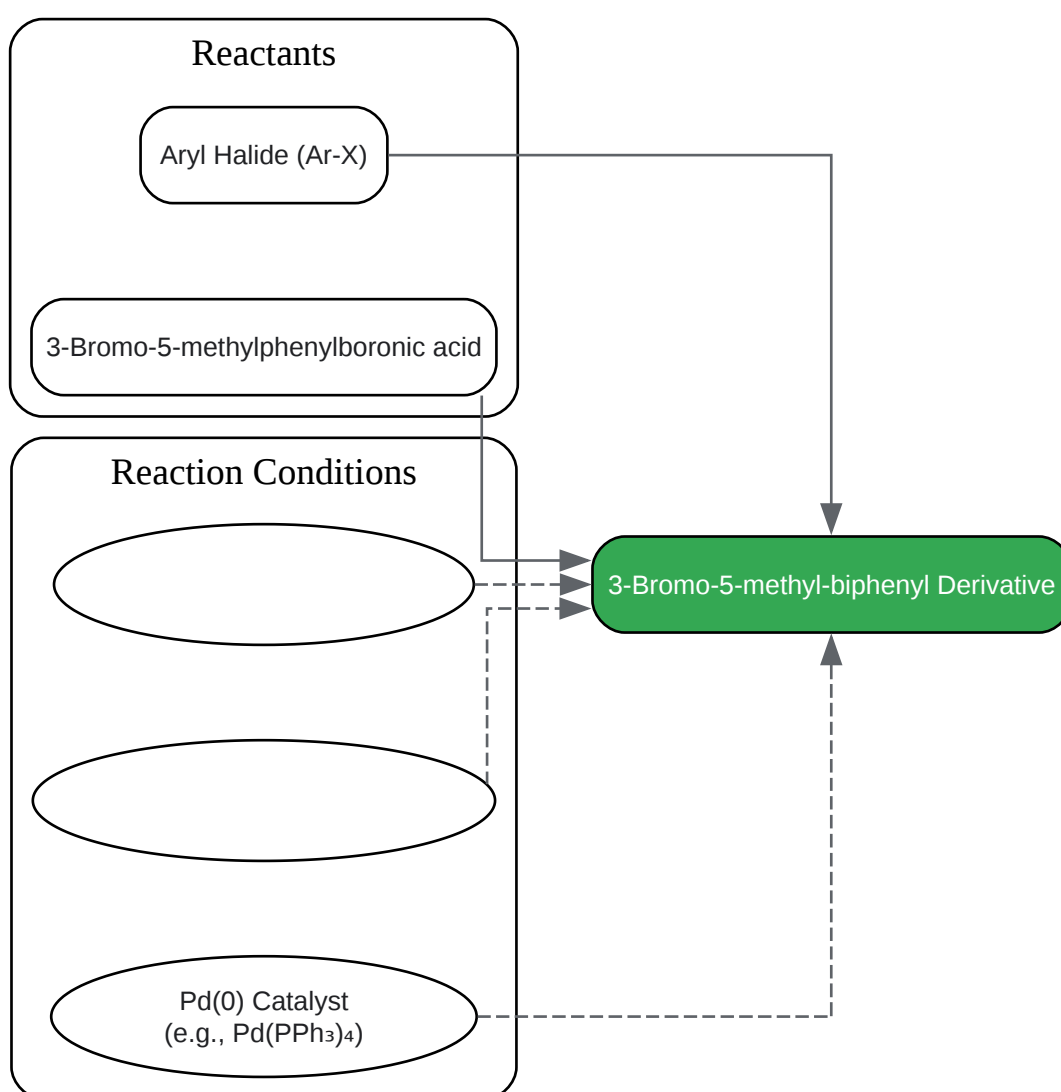 Reactants
Aryl Halide (Ar-X)
3-Bromo-5-methylphenylboronic acid
Reaction Conditions
3-Bromo-5-methyl-biphenyl Derivative
Pd(0) Catalyst
(e.g., Pd(PPh₃)₄)